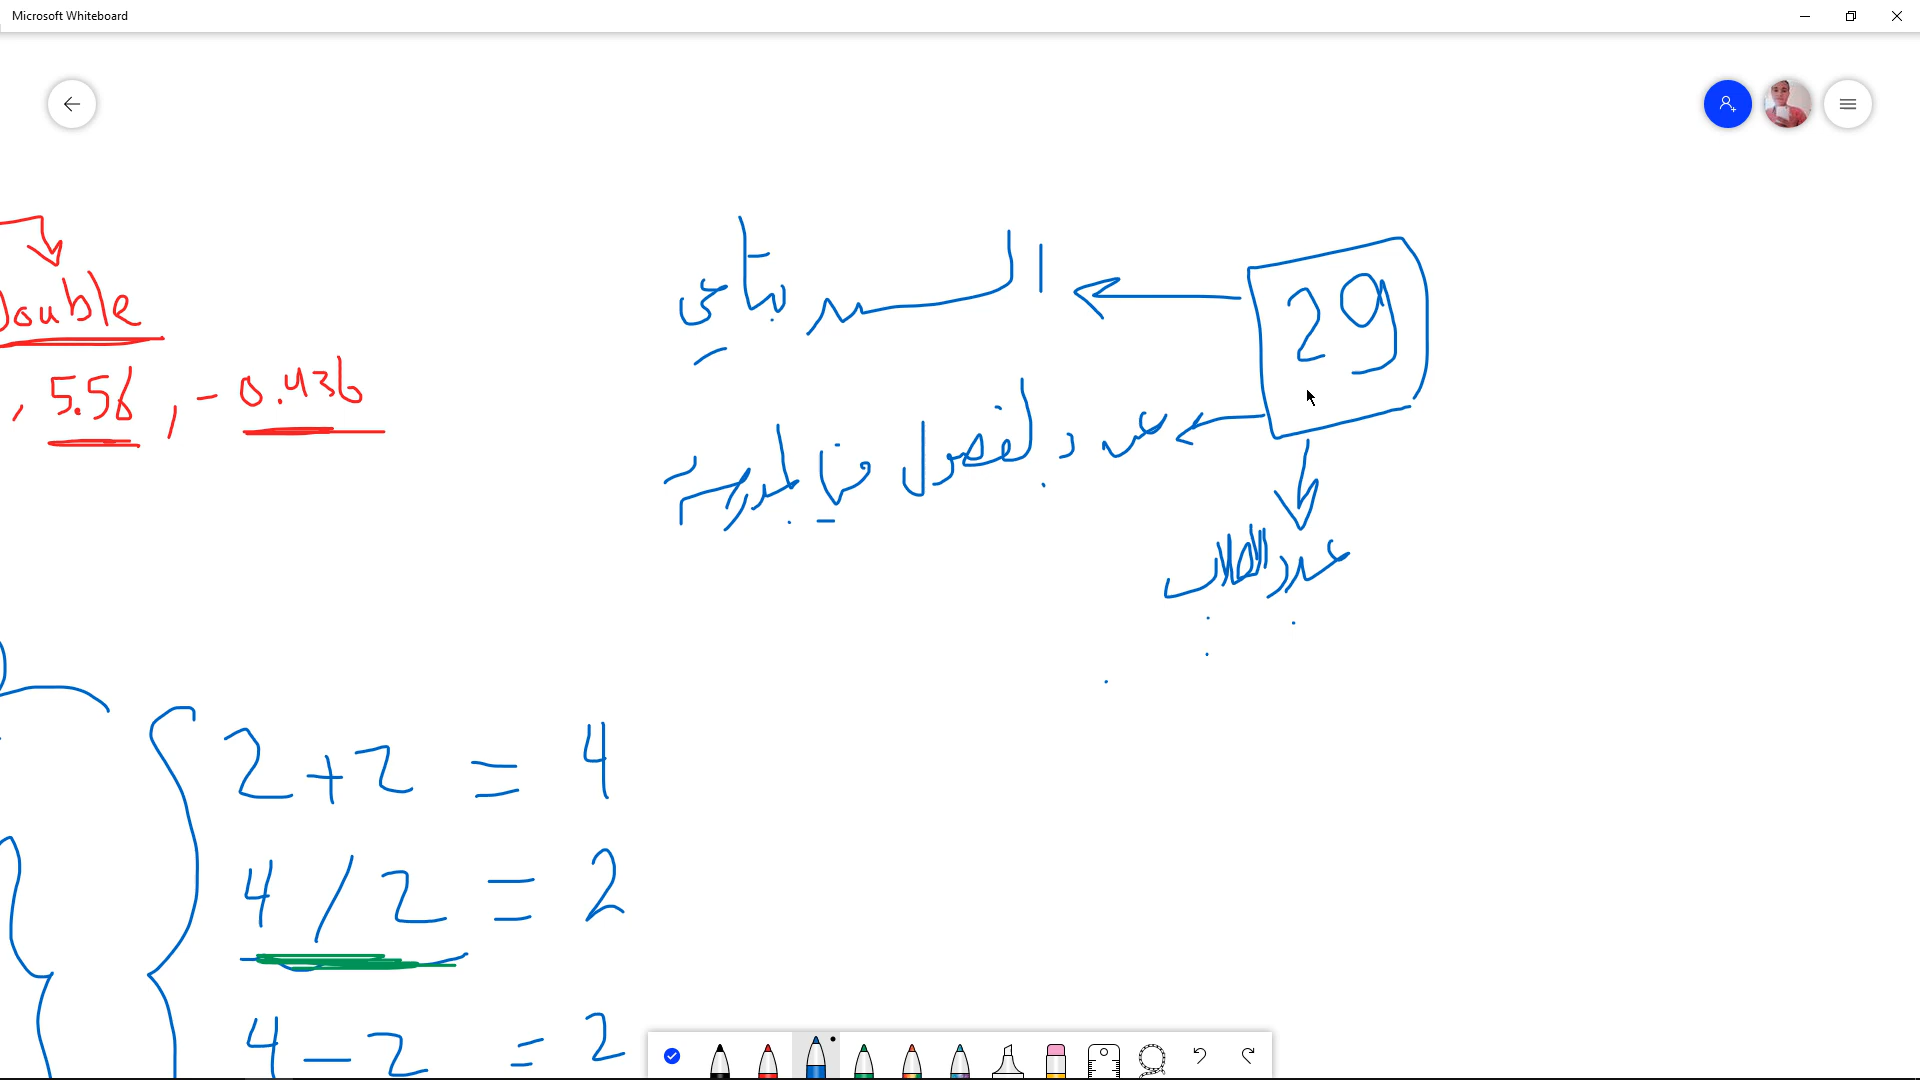 Microsoft Whiteboard
29
السن بتاعي
عدد الفصول في المدرسة
عدد الطلاب
Double
, 5.56 , - 0.436
2 + 2 = 4
4 / 2 = 2
4 - 2 = 2